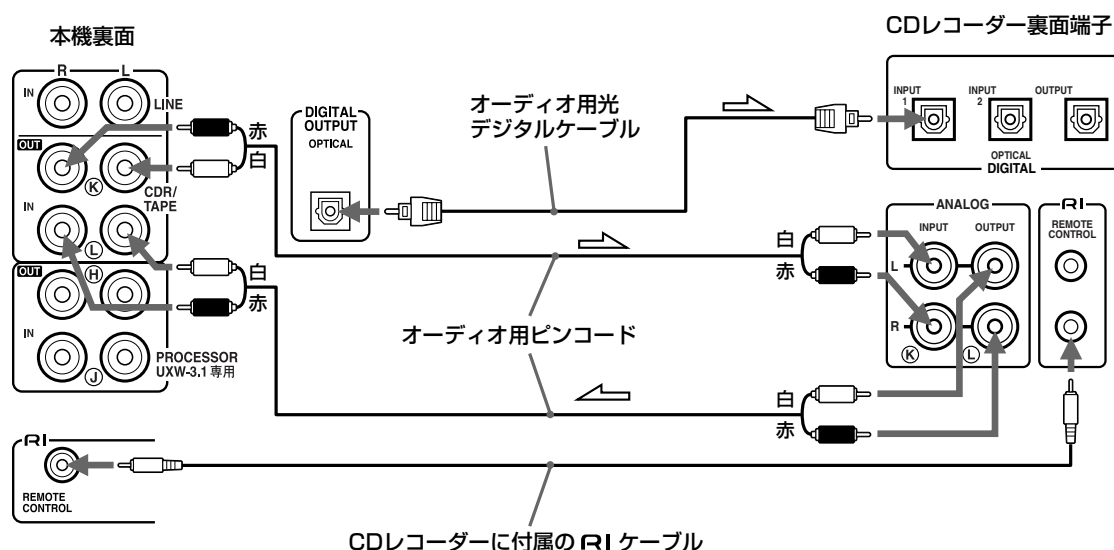 本機裏面
R L
IN
LINE
OUT
K
CDR/
TAPE
IN
L
OUT
H
IN
J
PROCESSOR
UXW-3.1 専用
赤
白
白
赤
DIGITAL
OUTPUT
OPTICAL
オーディオ用光
デジタルケーブル
CDレコーダー裏面端子
INPUT
1
INPUT
2
OUTPUT
OPTICAL
DIGITAL
白
赤
ANALOG
INPUT
OUTPUT
L
R
K
L
RI
REMOTE
CONTROL
オーディオ用ピンコード
白
赤
RI
REMOTE
CONTROL
CDレコーダーに付属の RI ケーブル